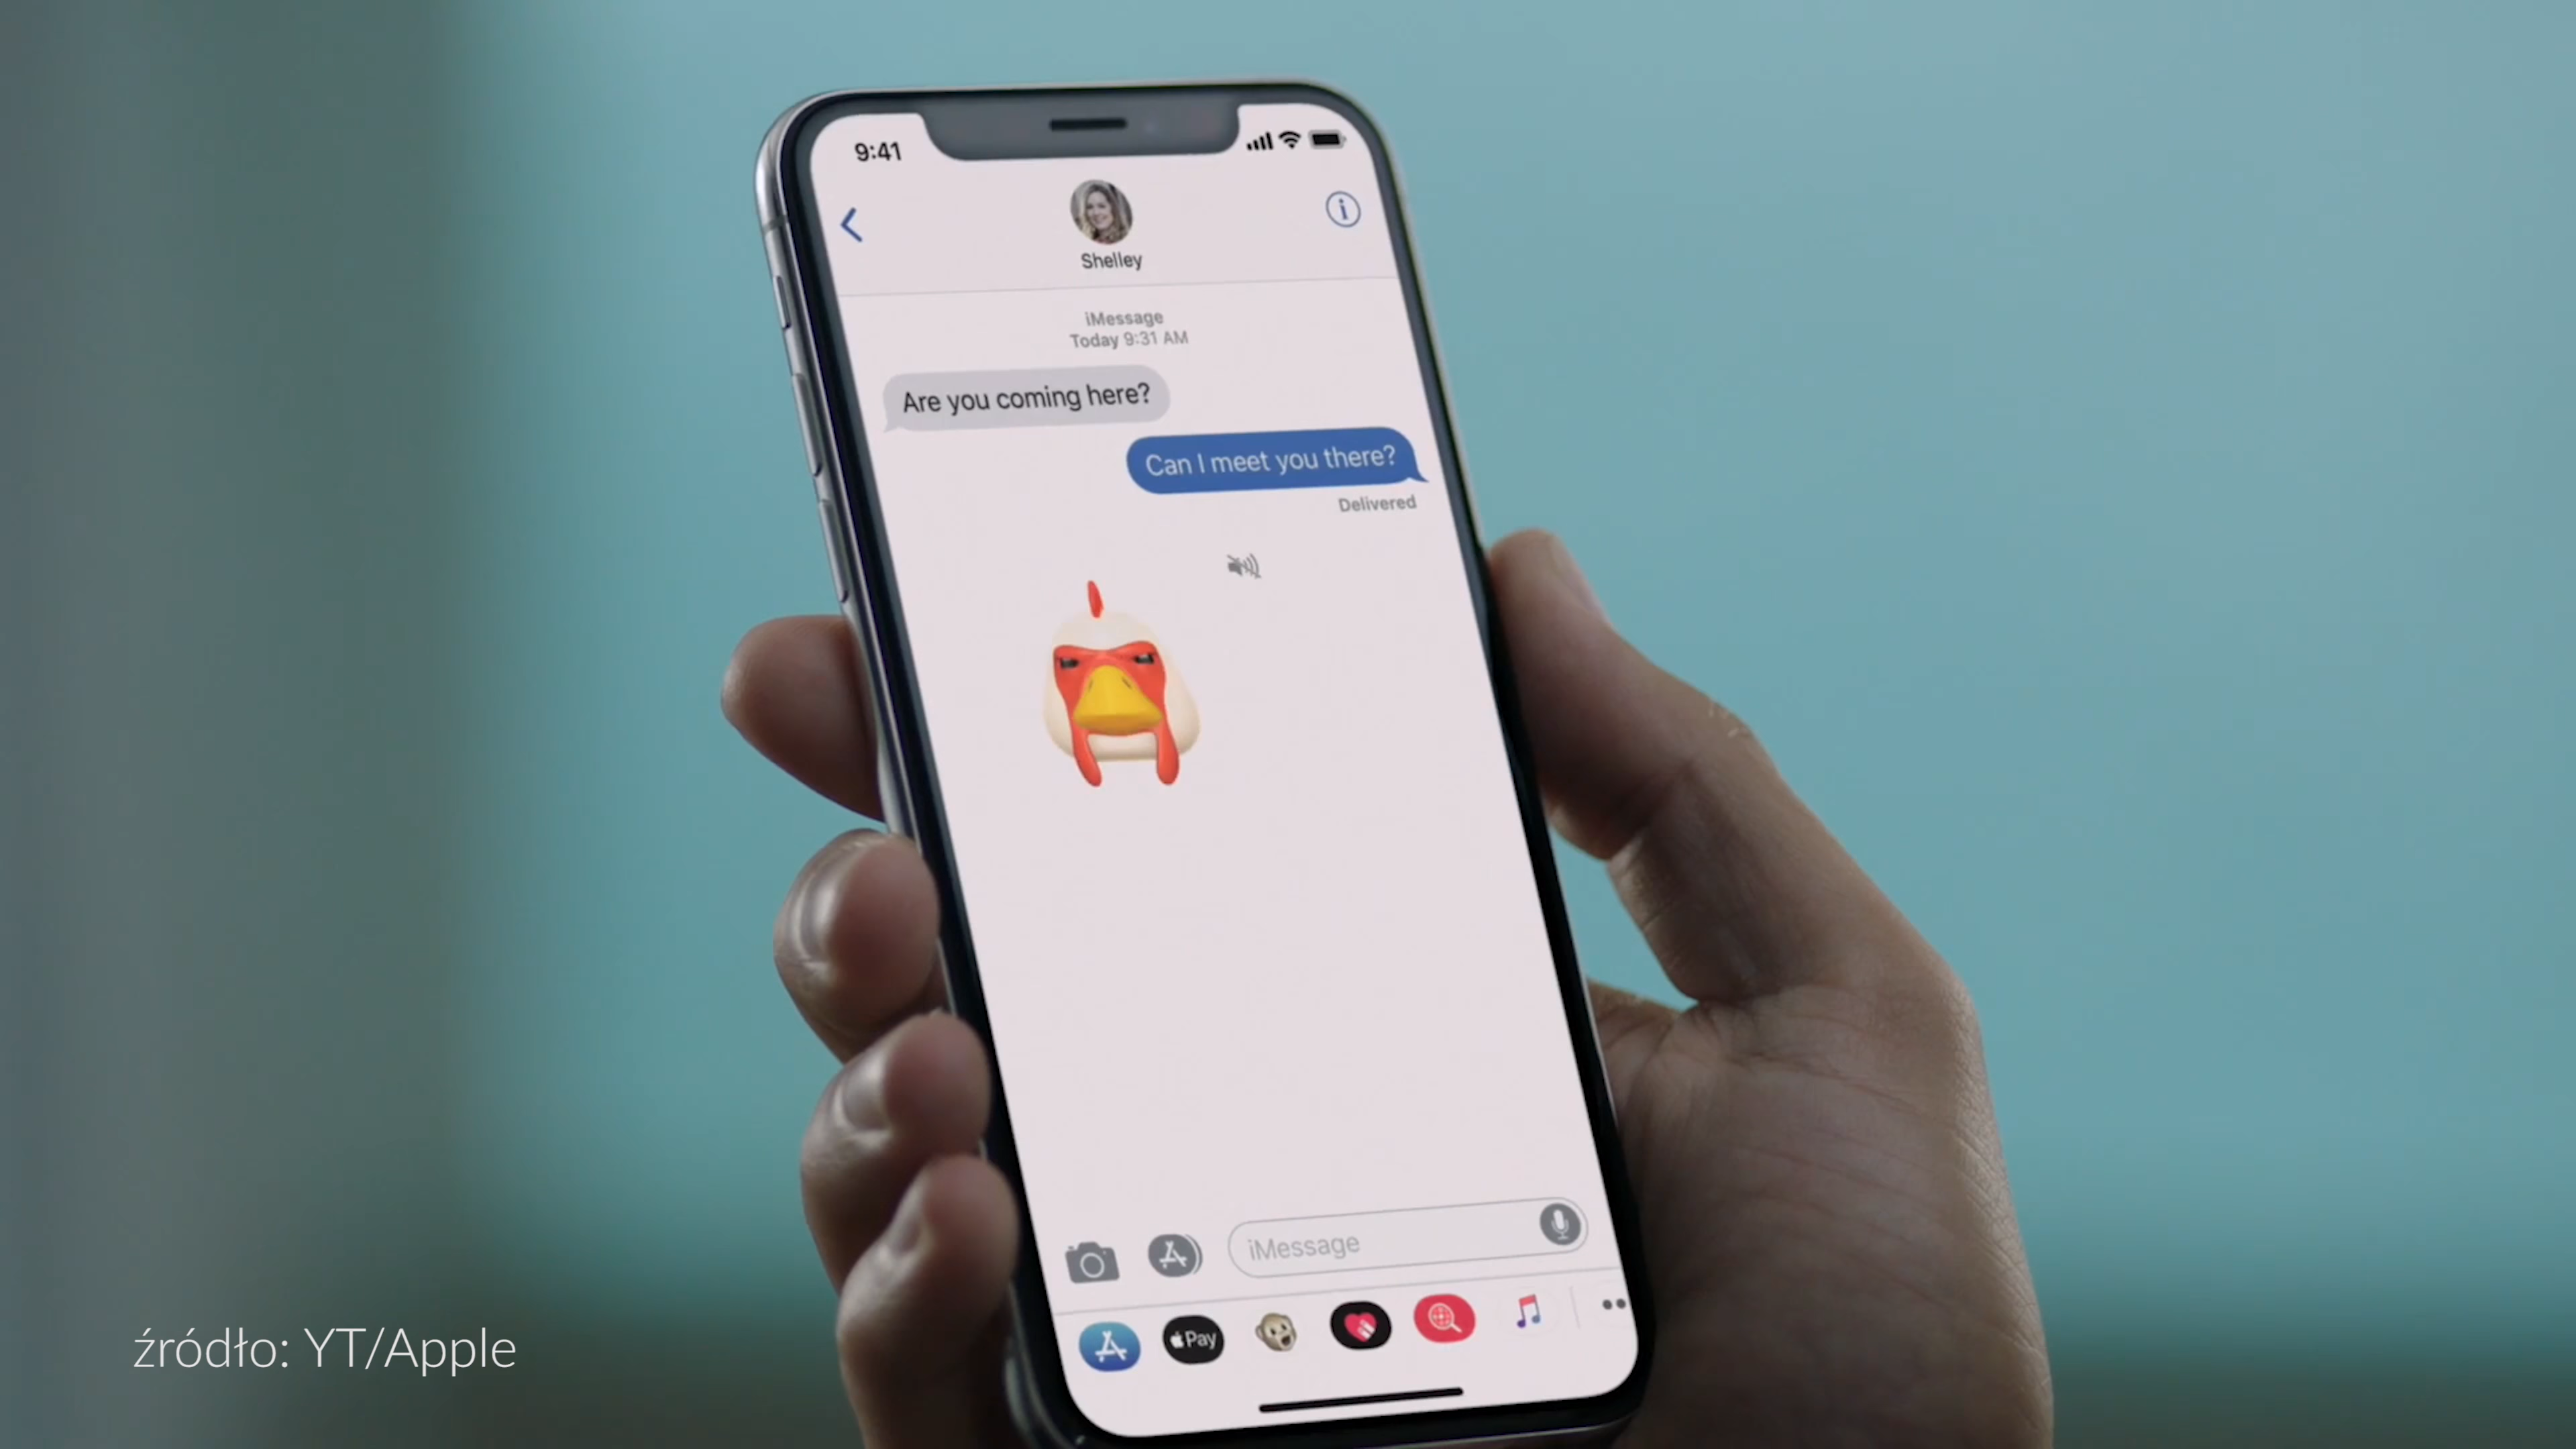 9:41
Shelley
iMessage
Today 9:31 AM
Are you coming here?
Can I meet you there?
Delivered
iMessage
Pay
źródło: YT/Apple